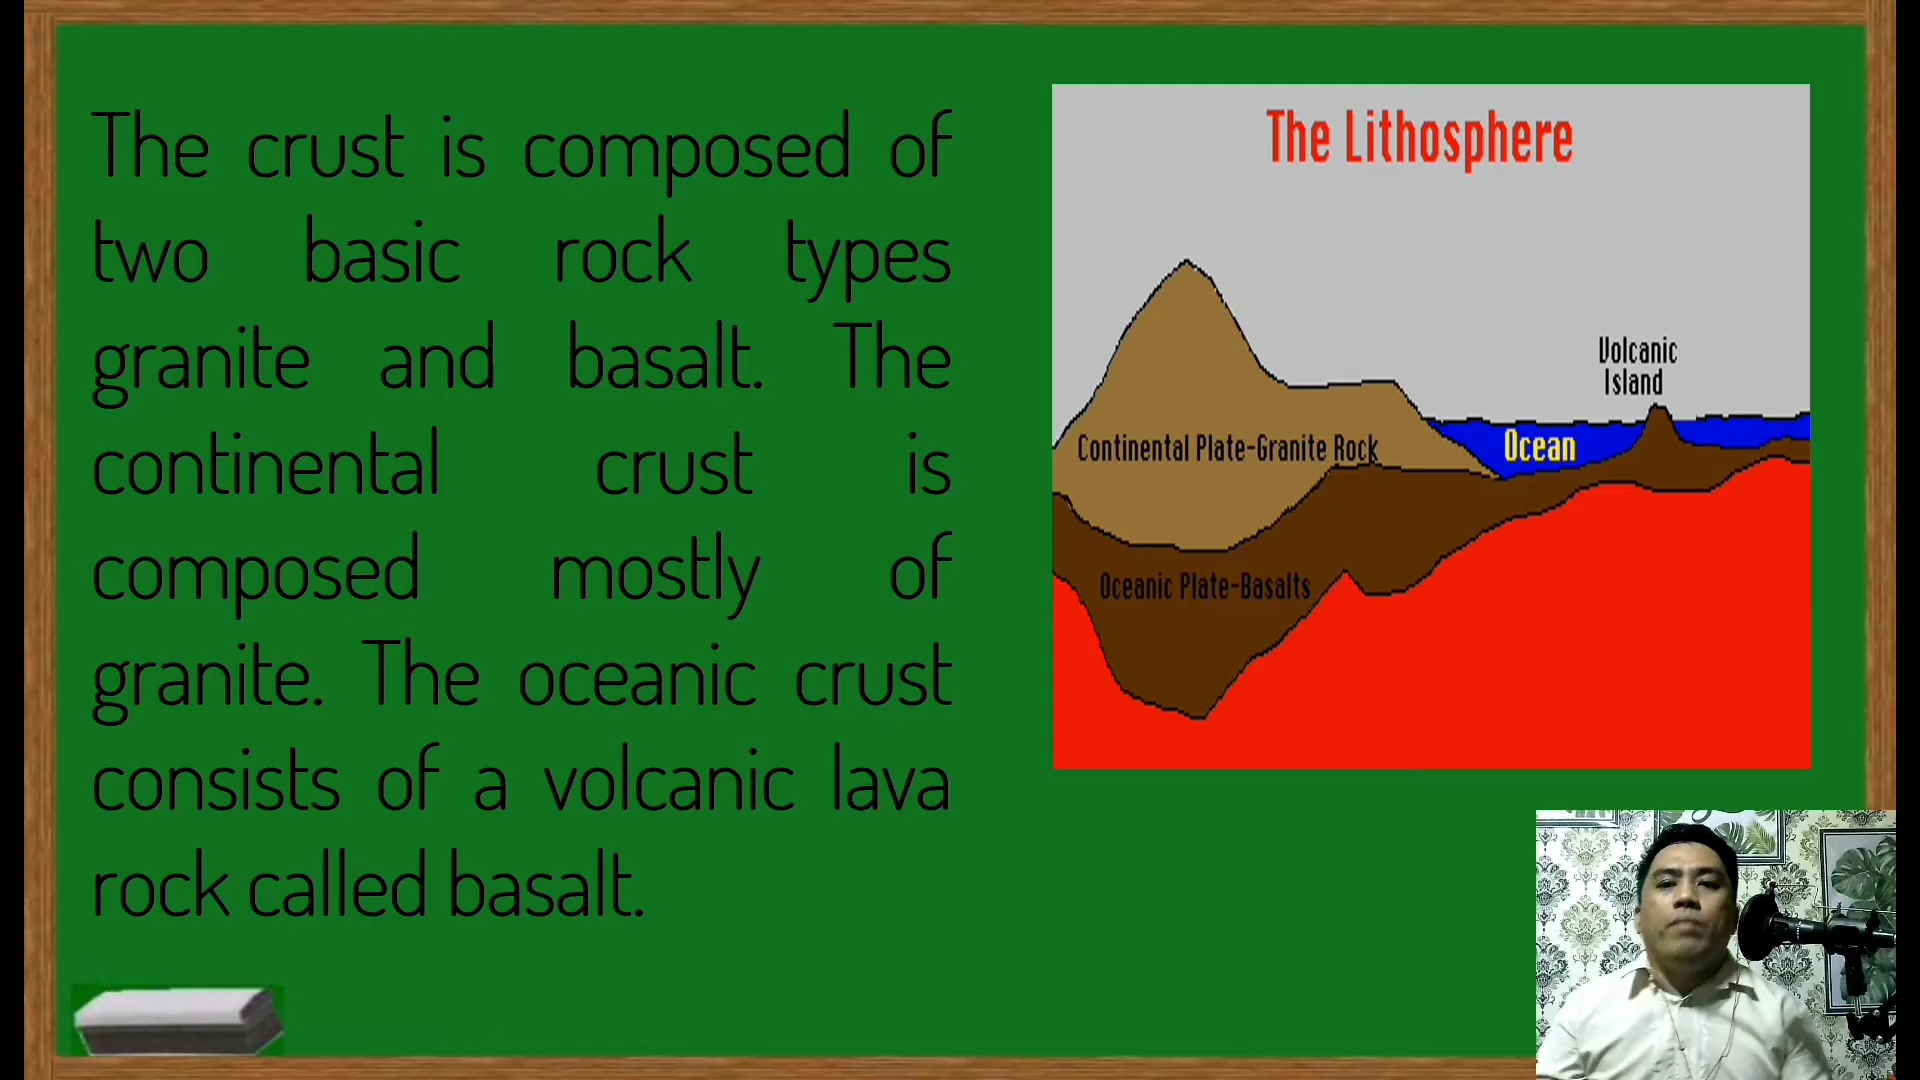 The crust is composed of
two basic rock types
granite and basalt. The
continental crust is
composed mostly of
granite. The oceanic crust
consists of a volcanic lava
rock called basalt.
The Lithosphere
Volcanic
Island
Continental Plate-Granite Rock
Ocean
Oceanic Plate-Basalts